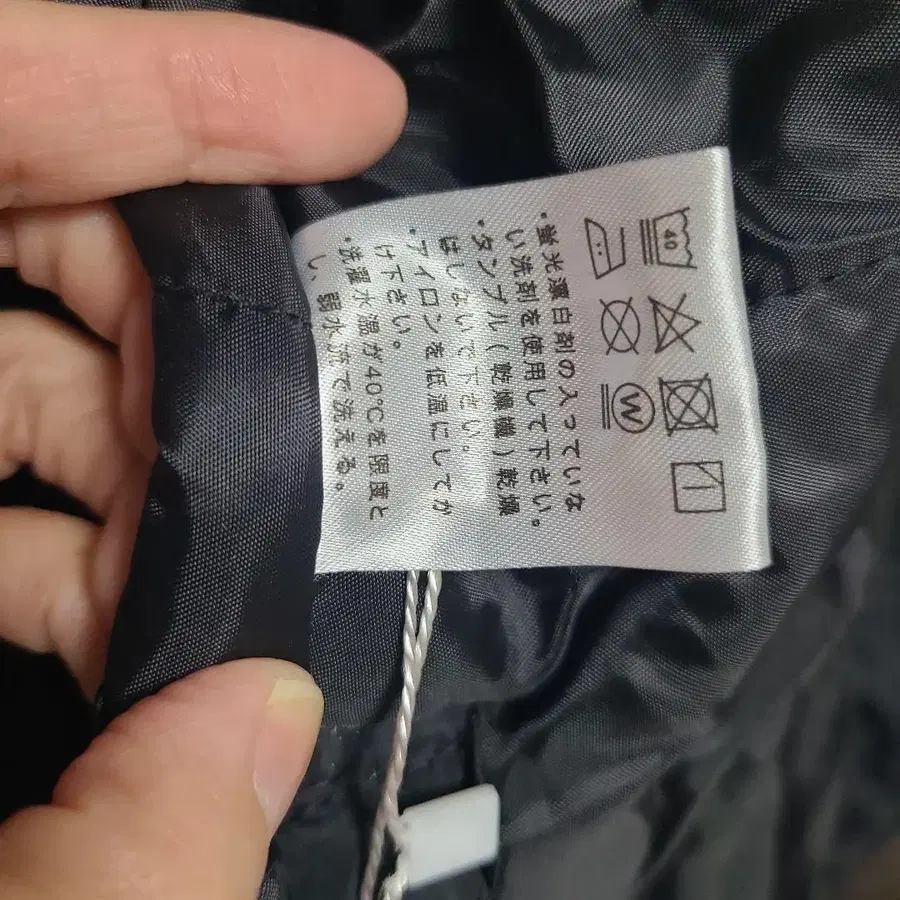 40
W
・蛍光漂白剤の入っていな
い洗剤を使用して下さい。
・タンブル(乾燥機)乾燥
はしないで下さい。
・アイロンを低温にしてか
け下さい。
・洗濯水温が40℃を限度と
し、弱水流で洗える。